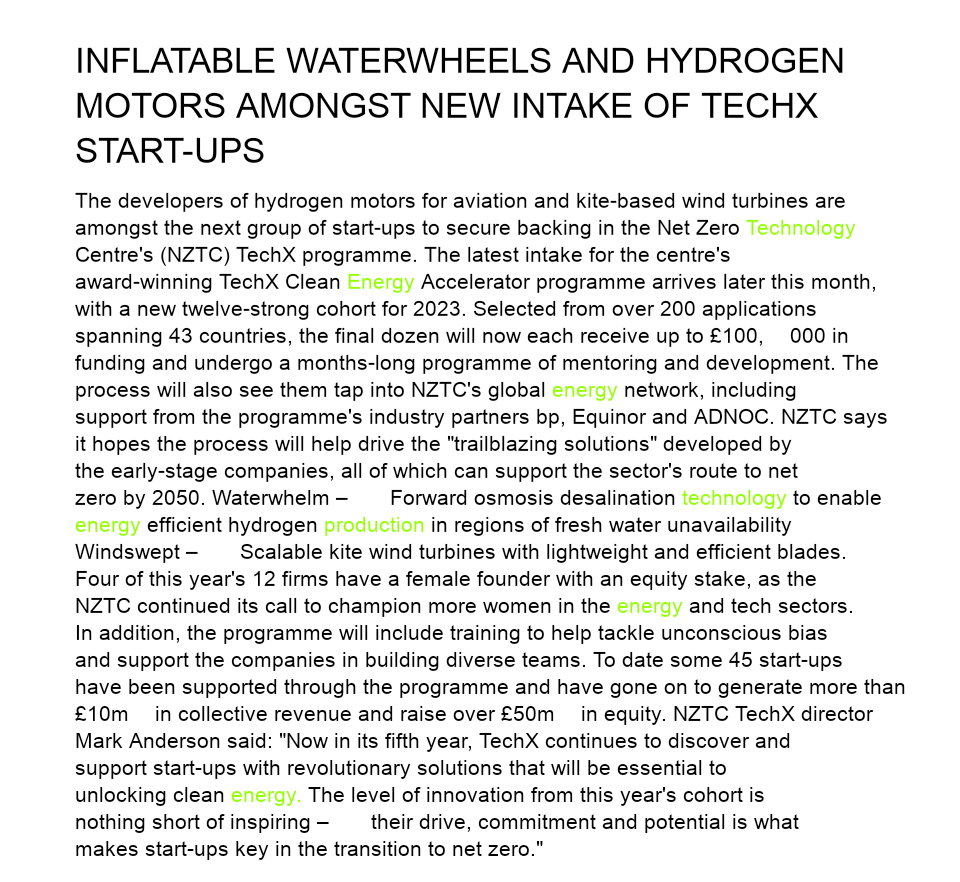 INFLATABLE WATERWHEELS AND HYDROGEN
MOTORS AMONGST NEW INTAKE OF TECHX
START-UPS
The developers of hydrogen motors for aviation and kite-based wind turbines are
amongst the next group of start-ups to secure backing in the Net Zero Technology
Centre's (NZTC) TechX programme. The latest intake for the centre's
award-winning TechX Clean Energy Accelerator programme arrives later this month,
with a new twelve-strong cohort for 2023. Selected from over 200 applications
spanning 43 countries, the final dozen will now each receive up to £100, 000 in
funding and undergo a months-long programme of mentoring and development. The
process will also see them tap into NZTC's global energy network, including
support from the programme's industry partners bp, Equinor and ADNOC. NZTC says
it hopes the process will help drive the "trailblazing solutions" developed by
the early-stage companies, all of which can support the sector's route to net
zero by 2050. Waterwhelm – Forward osmosis desalination technology to enable
energy efficient hydrogen production in regions of fresh water unavailability
Windswept – Scalable kite wind turbines with lightweight and efficient blades.
Four of this year's 12 firms have a female founder with an equity stake, as the
NZTC continued its call to champion more women in the energy and tech sectors.
In addition, the programme will include training to help tackle unconscious bias
and support the companies in building diverse teams. To date some 45 start-ups
have been supported through the programme and have gone on to generate more than
£10m in collective revenue and raise over £50m in equity. NZTC TechX director
Mark Anderson said: "Now in its fifth year, TechX continues to discover and
support start-ups with revolutionary solutions that will be essential to
unlocking clean energy. The level of innovation from this year's cohort is
nothing short of inspiring – their drive, commitment and potential is what
makes start-ups key in the transition to net zero."